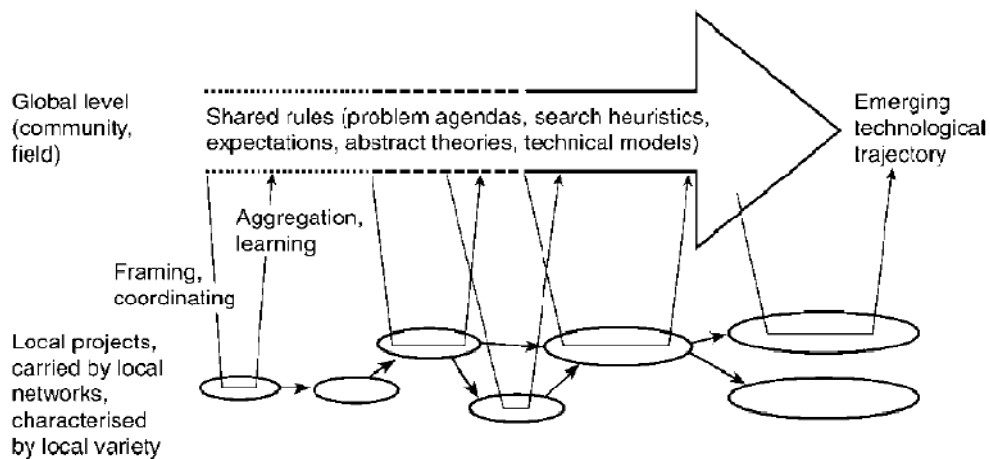 Global level
(community,
field)
Shared rules (problem agendas, search heuristics,
expectations, abstract theories, technical models)
Emerging
technological
trajectory
Aggregation,
learning
Framing,
coordinating
Local projects,
carried by local
networks,
characterised
by local variety